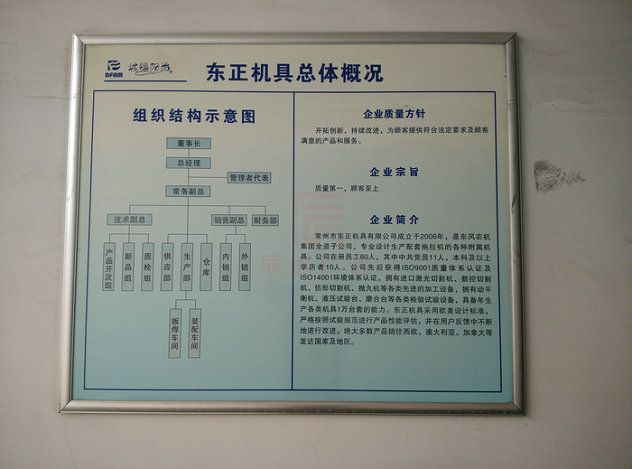 DFAM
东正机具总体概况
组织结构示意图
董事长
总经理
管理者代表
常务副总
技术副总
销售副总
财务部
产品开发组
新品组
质检组
供应部
生产部
仓库
内销组
外销组
板焊车间
装配车间
企业质量方针
开拓创新，持续改进，为顾客提供符合法定要求及顾客
满意的产品和服务。
企业宗旨
质量第一，顾客至上
企业简介
常州市东正机具有限公司成立于2006年，是东风农机
集团全资子公司，专业设计生产配套拖拉机的各种附属机
具。公司在册员工80人，其中中共党员11人，本科及以上
学历者10人。公司先后获得ISO9001质量体系认证及
ISO14001环境体系认证，拥有进口激光切割机、数控切割
机、仿形切割机、抛丸机等各类先进的加工设备，拥有动平
衡机、液压试验台、磨合台等各类检验试验设备，具备年生
产各类机具1万台套的能力。东正机具采用欧美设计标准、
严格按照试验规范进行产品性能评估，并在用户反馈中不断
地进行改进。绝大多数产品销往西欧、澳大利亚、加拿大等
发达国家及地区。